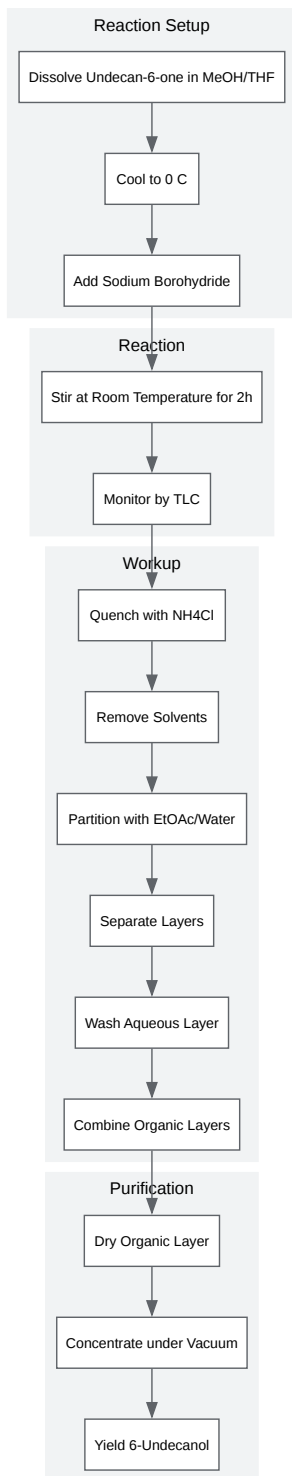 Reaction Setup
Dissolve Undecan-6-one in MeOH/THF
Cool to 0 C
Add Sodium Borohydride
Reaction
Stir at Room Temperature for 2h
Monitor by TLC
Workup
Quench with NH4Cl
Remove Solvents
Partition with EtOAc/Water
Separate Layers
Wash Aqueous Layer
Combine Organic Layers
Purification
Dry Organic Layer
Concentrate under Vacuum
Yield 6-Undecanol